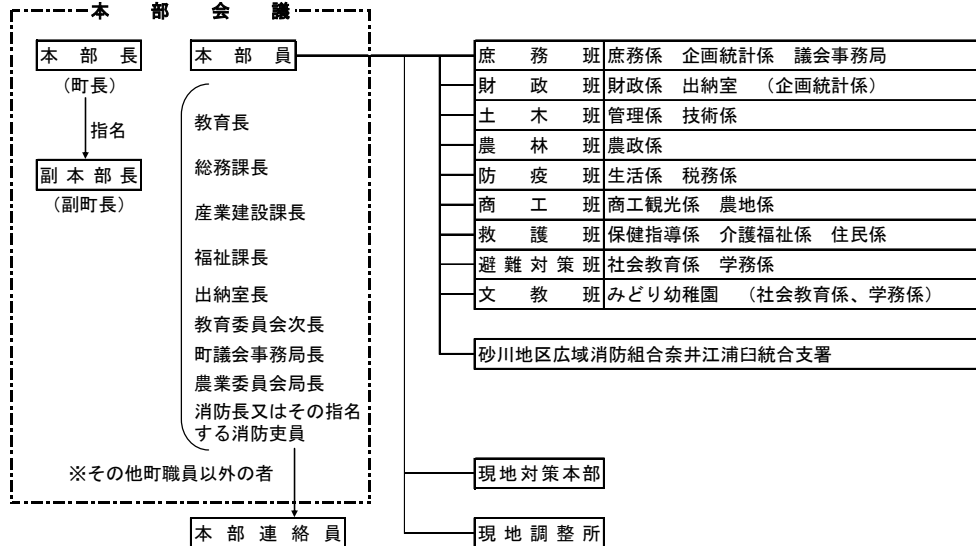 本部会議
本部長
(町長)
指名
副本部長
(副町長)
本部員
教育長
総務課長
産業建設課長
福祉課長
出納室長
教育委員会次長
町議会事務局長
農業委員会局長
消防長又はその指名
する消防吏員
※その他町職員以外の者
本部連絡員
庶務班 庶務係 企画統計係 議会事務局
財政班 財政係 出納室 (企画統計係)
土木班 管理係 技術係
農林班 農政係
防疫班 生活係 税務係
商工班 商工観光係 農地係
救護班 保健指導係 介護福祉係 住民係
避難対策班 社会教育係 学務係
文教班 みどり幼稚園 (社会教育係、学務係)
砂川地区広域消防組合奈井江浦臼統合支署
現地対策本部
現地調整所